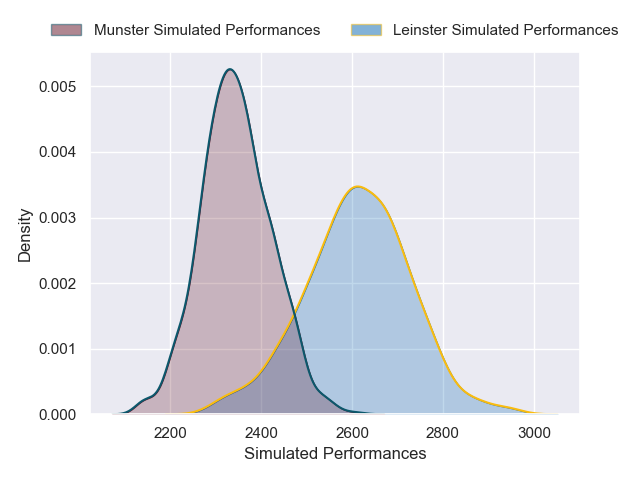 Munster Simulated Performances Leinster Simulated Performances
0.005
0.004
0.003
0.002
0.001
0.000
Density
2200 2400 2600 2800 3000
Simulated Performances